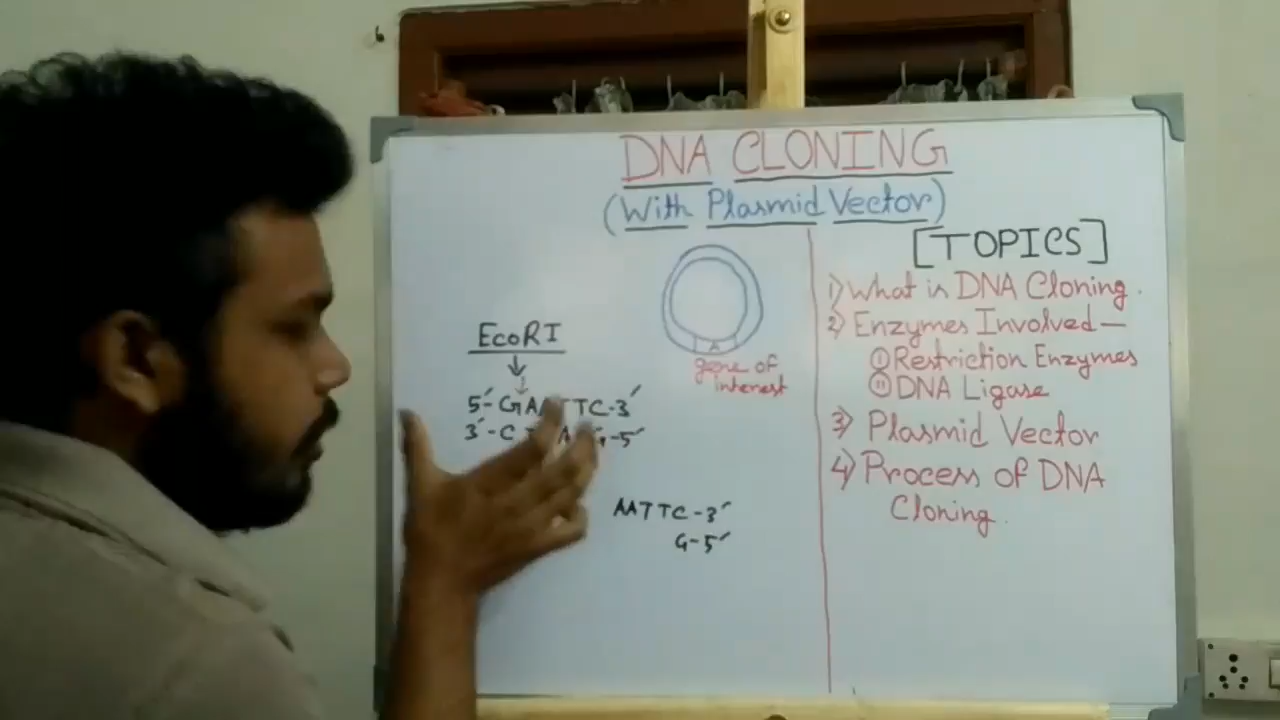 DNA CLONING
(With Plasmid Vector)
[TOPICS]
1) What is DNA Cloning.
2) Enzymes Involved—
(i) Restriction Enzymes
(ii) DNA Ligase
3) Plasmid Vector
4) Process of DNA
Cloning.
A
gene of
interest
EcoRI
5′-GAATTC-3′
3′-C G-5′
AATTC-3′
G-5′